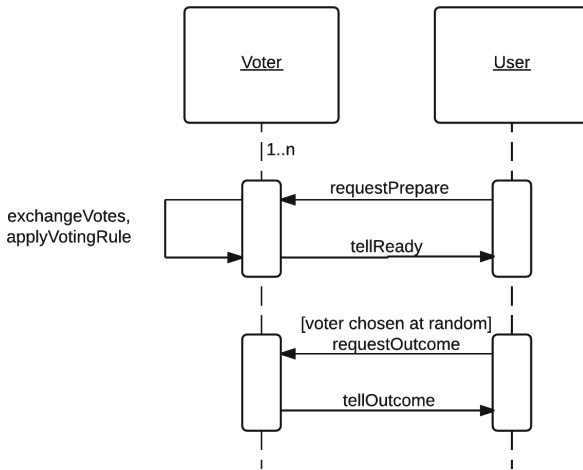 Voter
User
1..n
requestPrepare
exchangeVotes,
applyVotingRule
tellReady
[voter chosen at random]
requestOutcome
tellOutcome